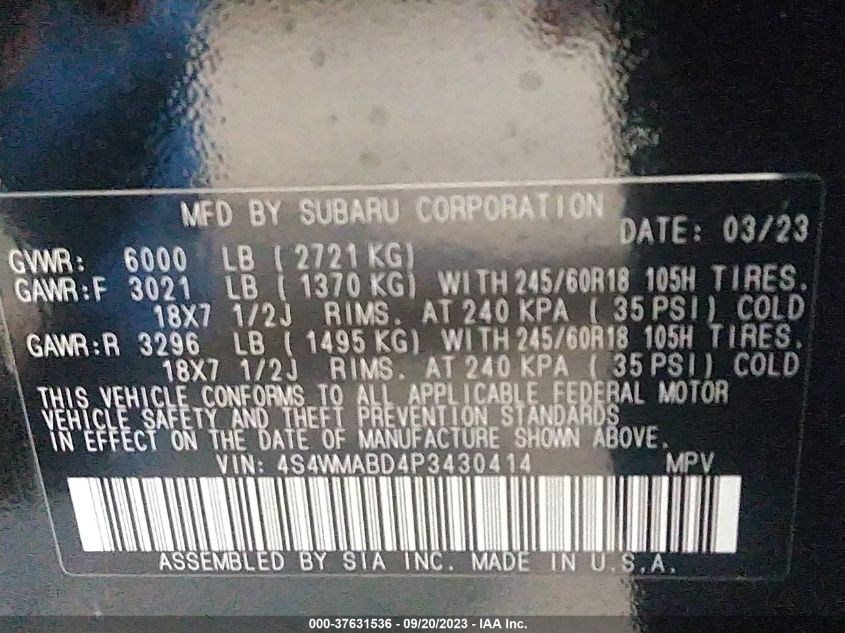 MFD BY SUBARU CORPORATION
DATE: 03/23
GVWR: 6000 LB ( 2721 KG)
GAWR:F 3021 LB ( 1370 KG) WITH 245/60R18 105H TIRES.
18X7 1/2J RIMS. AT 240 KPA ( 35 PSI) COLD
GAWR:R 3296 LB ( 1495 KG) WITH 245/60R18 105H TIRES.
18X7 1/2J RIMS. AT 240 KPA ( 35 PSI) COLD
THIS VEHICLE CONFORMS TO ALL APPLICABLE FEDERAL MOTOR
VEHICLE SAFETY AND THEFT PREVENTION STANDARDS
IN EFFECT ON THE DATE OF MANUFACTURE SHOWN ABOVE.
VIN: 4S4WMABD4P3430414 MPV
ASSEMBLED BY SIA INC. MADE IN U.S.A.
000-37631536 - 09/20/2023 - IAA Inc.